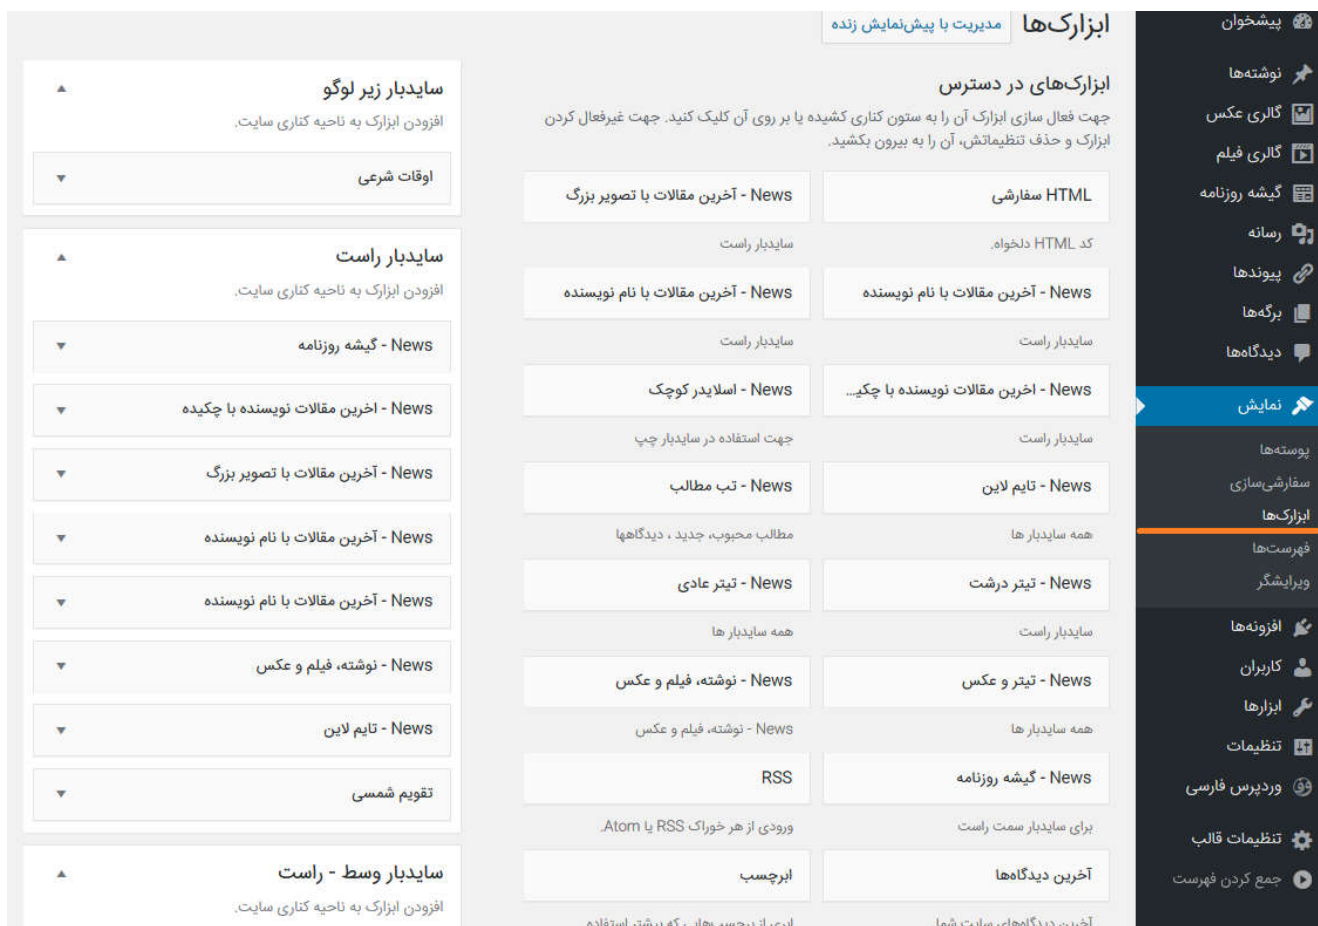 پیشخوان
نوشته‌ها
گالری عکس
گالری فیلم
گیشه روزنامه
رسانه
پیوندها
برگه‌ها
دیدگاه‌ها
نمایش
پوسته‌ها
سفارشی‌سازی
ابزارک‌ها
فهرست‌ها
ویرایشگر
افزونه‌ها
کاربران
ابزارها
تنظیمات
وردپرس فارسی
تنظیمات قالب
جمع کردن فهرست
ابزارک‌ها مدیریت با پیش‌نمایش زنده
ابزارک‌های در دسترس
جهت فعال سازی ابزارک آن را به ستون کناری کشیده یا بر روی آن کلیک کنید. جهت غیرفعال کردن
ابزارک و حذف تنظیماتش، آن را به بیرون بکشید.
HTML سفارشی
کد HTML دلخواه.
News - آخرین مقالات با تصویر بزرگ
سایدبار راست
News - آخرین مقالات با نام نویسنده
سایدبار راست
News - آخرین مقالات با نام نویسنده
سایدبار راست
News - اخرین مقالات نویسنده با چکی...
سایدبار راست
News - اسلایدر کوچک
جهت استفاده در سایدبار چپ
News - تایم لاین
همه سایدبار ها
News - تب مطالب
مطالب محبوب، جدید ، دیدگاهها
News - تیتر درشت
سایدبار راست
News - تیتر عادی
همه سایدبار ها
News - تیتر و عکس
همه سایدبار ها
News - نوشته، فیلم و عکس
News - نوشته، فیلم و عکس
News - گیشه روزنامه
برای سایدبار سمت راست
RSS
ورودی از هر خوراک RSS یا Atom.
آخرین دیدگاه‌ها
آخرین دیدگاه‌های سایت شما
ابرچسب
ابری از برچسب‌هایی که بیشتر استفاده
سایدبار زیر لوگو
افزودن ابزارک به ناحیه کناری سایت.
اوقات شرعی
سایدبار راست
افزودن ابزارک به ناحیه کناری سایت.
News - گیشه روزنامه
News - اخرین مقالات نویسنده با چکیده
News - آخرین مقالات با تصویر بزرگ
News - آخرین مقالات با نام نویسنده
News - آخرین مقالات با نام نویسنده
News - نوشته، فیلم و عکس
News - تایم لاین
تقویم شمسی
سایدبار وسط - راست
افزودن ابزارک به ناحیه کناری سایت.